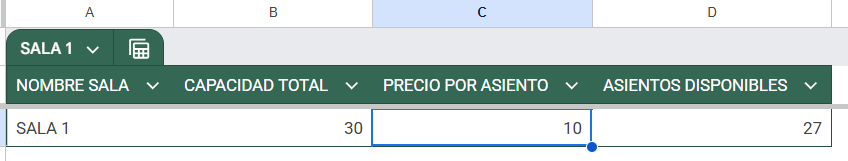 A B C D
SALA 1
NOMBRE SALA CAPACIDAD TOTAL PRECIO POR ASIENTO ASIENTOS DISPONIBLES
SALA 1 30 10 27